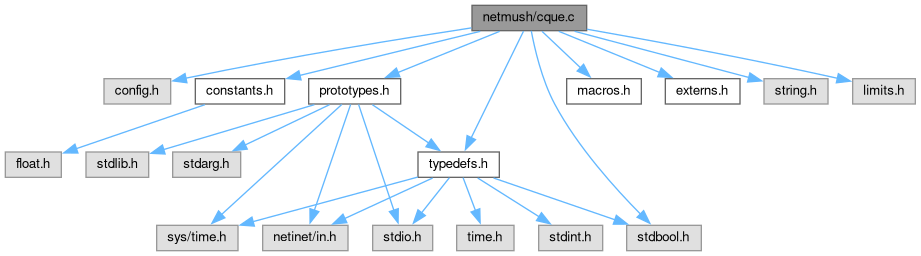 netmush/cque.c
config.h
constants.h
prototypes.h
macros.h
externs.h
string.h
limits.h
float.h
stdlib.h
stdarg.h
typedefs.h
sys/time.h
netinet/in.h
stdio.h
time.h
stdint.h
stdbool.h